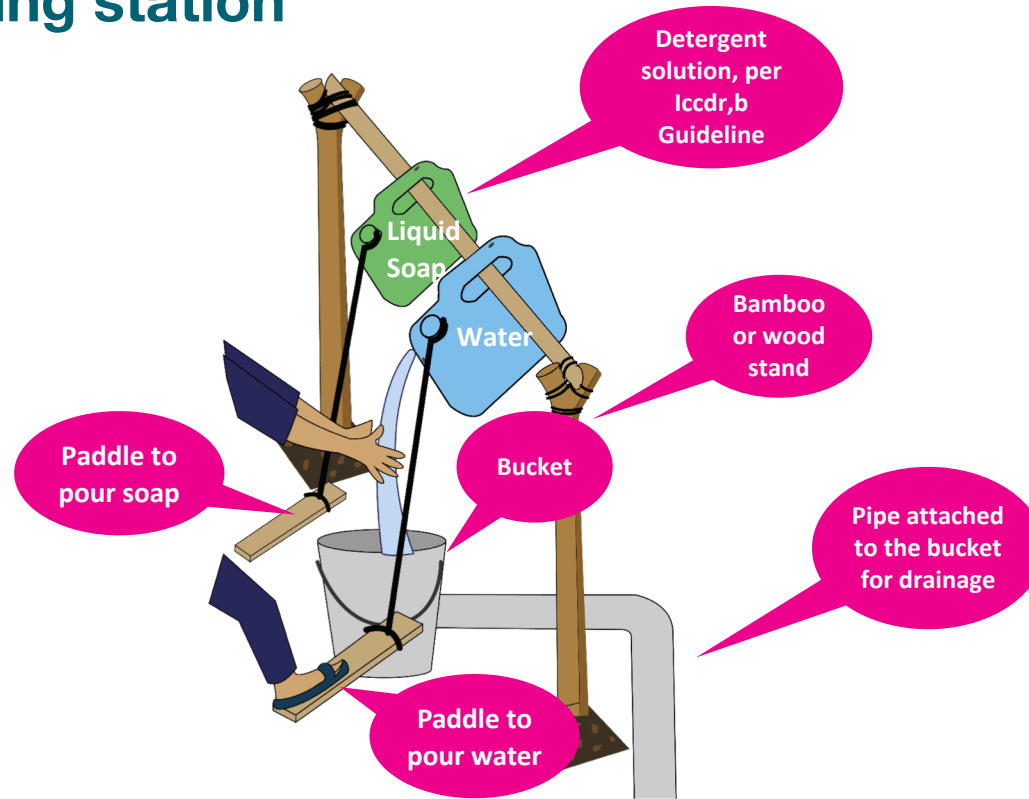 ing station
Detergent
solution, per
Iccdr,b
Guideline
Liquid
Soap
Water
Bamboo
or wood
stand
Paddle to
pour soap
Bucket
Pipe attached
to the bucket
for drainage
Paddle to
pour water